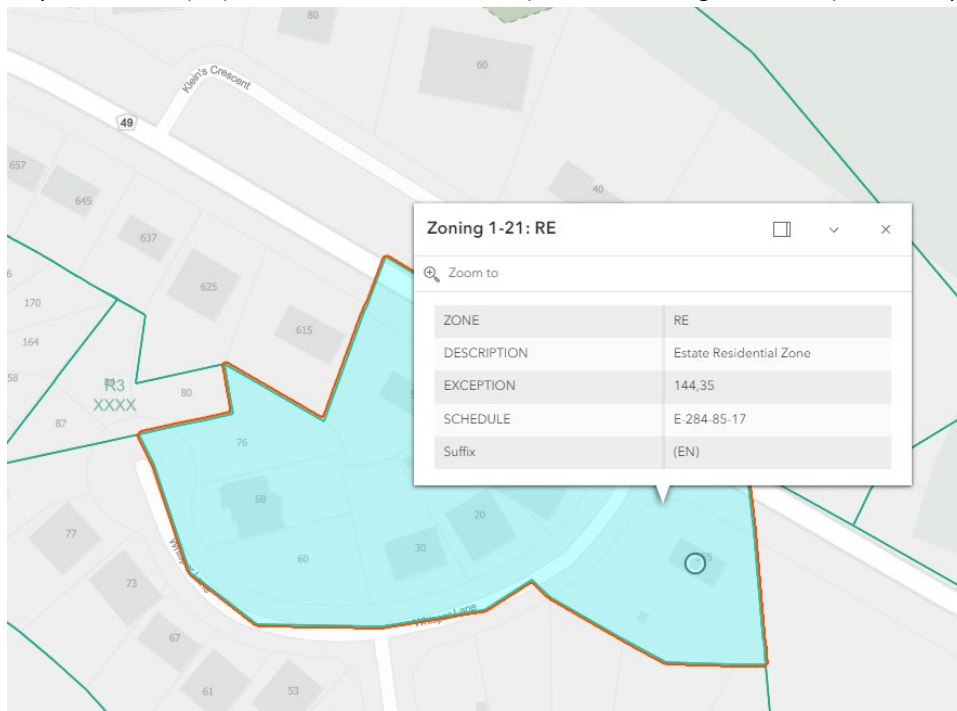 80
60
Klein's Crescent
49
657
645
40
637
Zoning 1-21: RE
Zoom to
625
170
ZONE RE
615
164
DESCRIPTION Estate Residential Zone
58
R3
80
EXCEPTION 144,35
XXXX
87
SCHEDULE E-284-85-17
76
Suffix (EN)
68
20
77
30
60
Whisper Lane
73
Whisper Lane
67
61
53